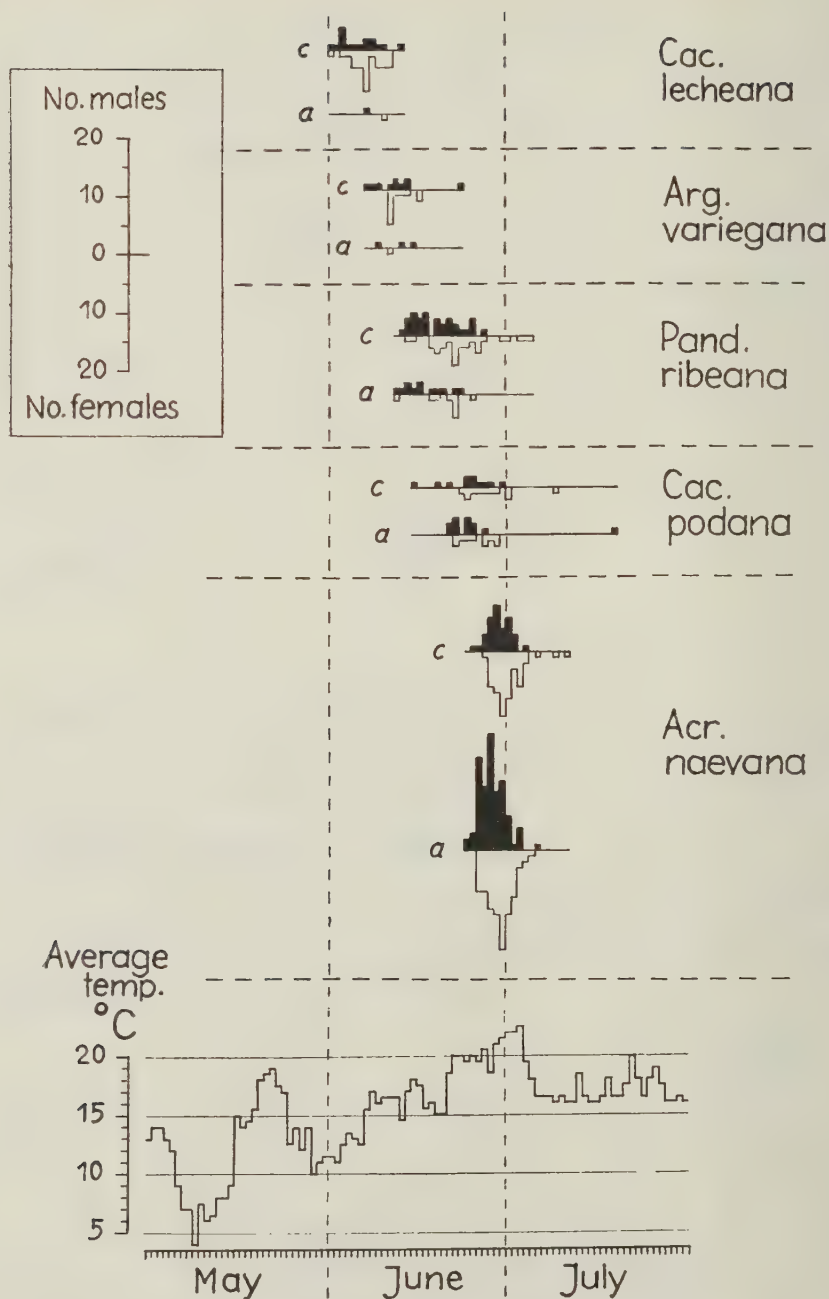 No. males
20
10
0
10
20
No. females
c
a
Cac.
lecheana
c
a
Arg.
variegana
c
a
Pand.
ribeana
c
a
Cac.
podana
c
a
Acr.
naevana
Average
temp.
°C
20
15
10
5
May June July